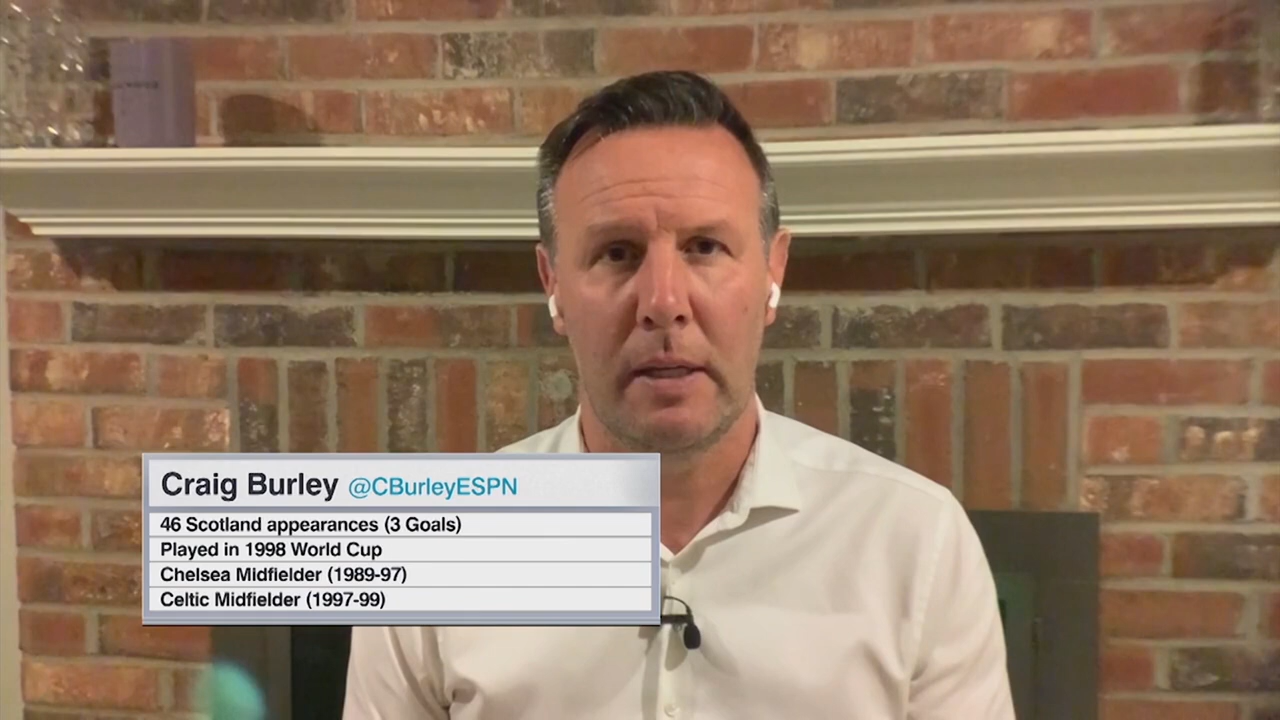 Craig Burley @CBurleyESPN
46 Scotland appearances (3 Goals)
Played in 1998 World Cup
Chelsea Midfielder (1989-97)
Celtic Midfielder (1997-99)